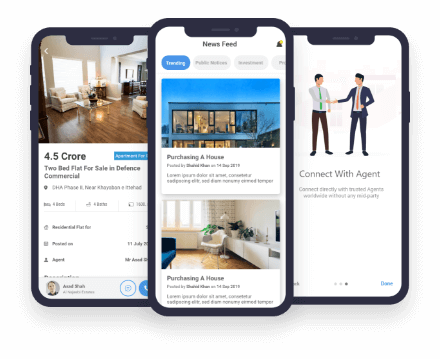 4.5 Crore
Apartment For
Two Bed Flat For Sale in Defence
Commercial
DHA Phase II, Near Khayaban e Ittehad
4 Beds
4 Baths
Residential Flat for
Posted on
11 July
Agent
Mr Asad
Asad Shah
News Feed
Trending
Public Notices
Investment
Purchasing A House
Posted by Shahid Khan on 14 Sep 2019
Lorem ipsum dolor sit amet, consetetur
sadipscing elitr, sed diam nonumy eirmod tempor
Purchasing A House
Posted by Shahid Khan on 14 Sep 2019
Lorem ipsum dolor sit amet, consetetur
sadipscing elitr, sed diam nonumy eirmod
Connect With Agent
Connect directly with trusted Agents
worldwide without any 
Done